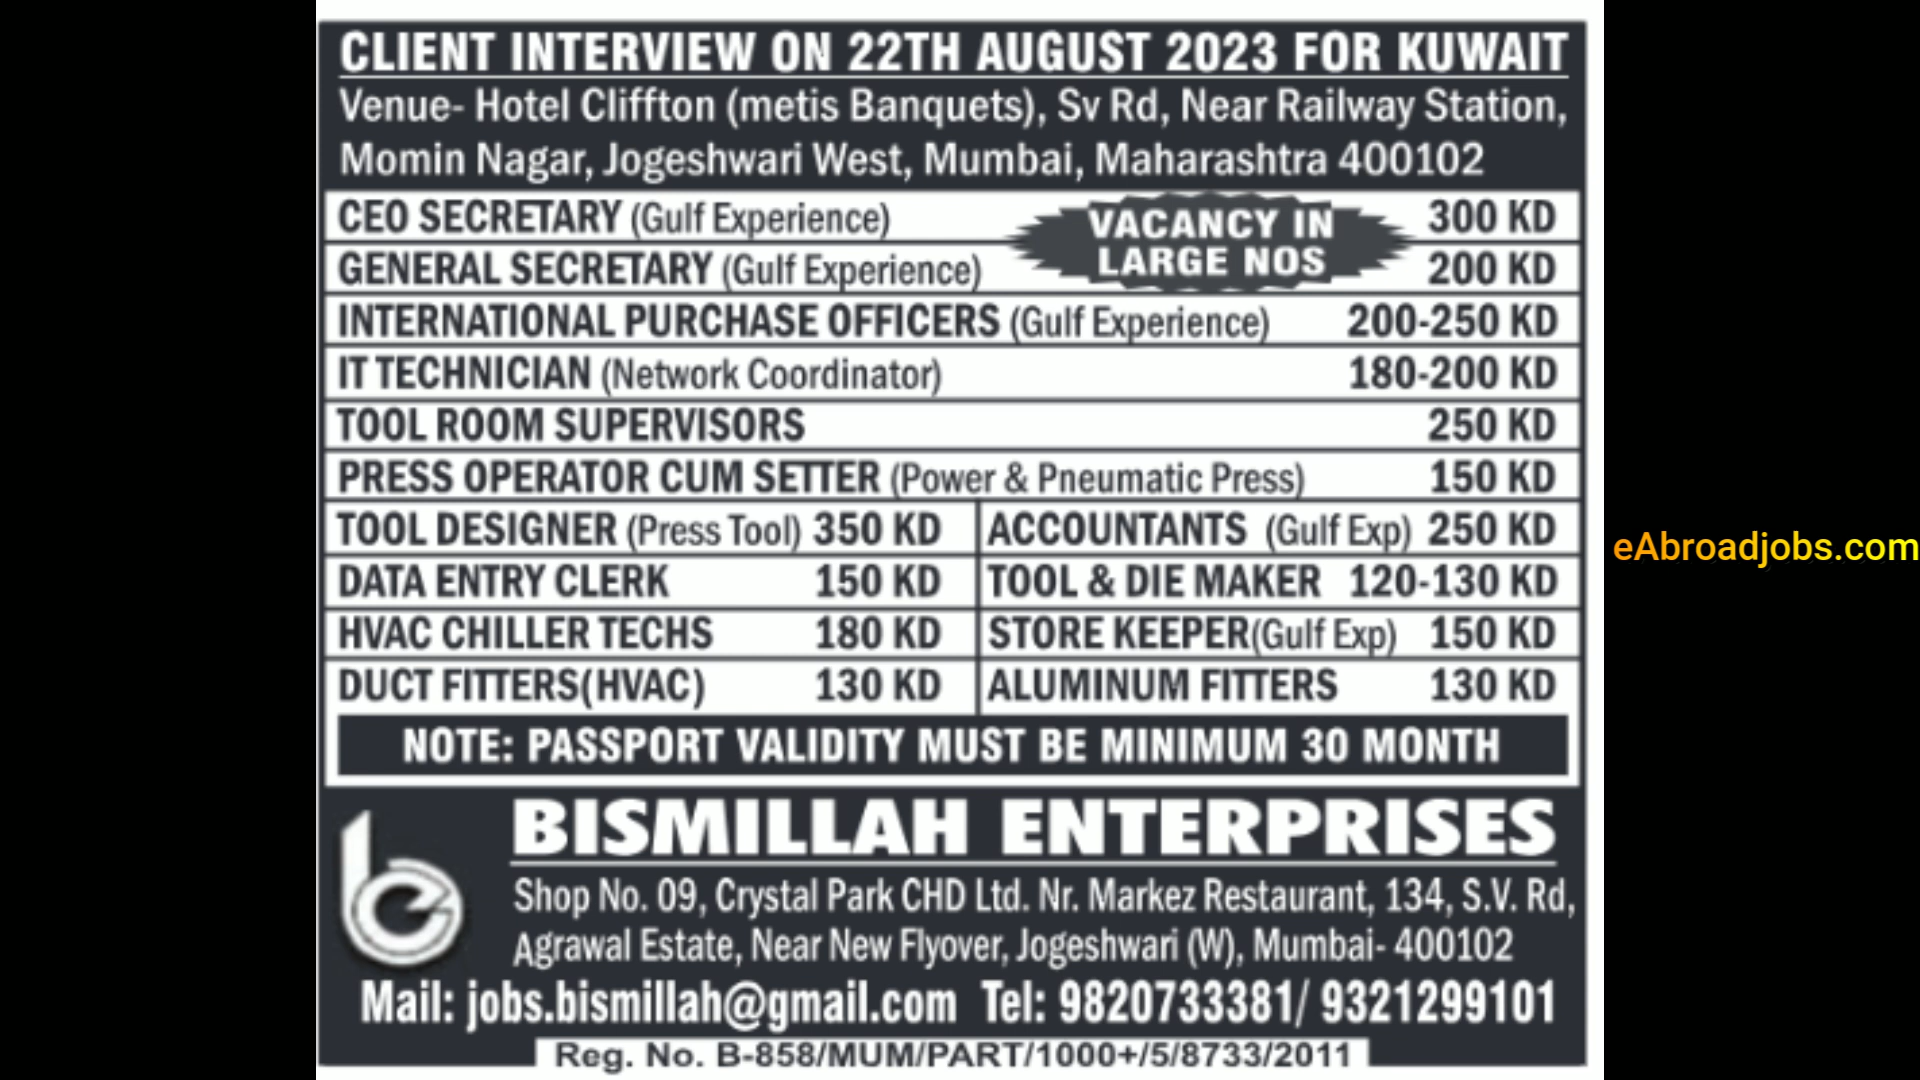 CLIENT INTERVIEW ON 22TH AUGUST 2023 FOR KUWAIT
Venue- Hotel Cliffton (metis Banquets), Sv Rd, Near Railway Station,
Momin Nagar, Jogeshwari West, Mumbai, Maharashtra 400102
CEO SECRETARY (Gulf Experience) 300 KD
VACANCY IN
LARGE NOS
GENERAL SECRETARY (Gulf Experience) 200 KD
INTERNATIONAL PURCHASE OFFICERS (Gulf Experience) 200-250 KD
IT TECHNICIAN (Network Coordinator) 180-200 KD
TOOL ROOM SUPERVISORS 250 KD
PRESS OPERATOR CUM SETTER (Power & Pneumatic Press) 150 KD
TOOL DESIGNER (Press Tool) 350 KD ACCOUNTANTS (Gulf Exp) 250 KD
DATA ENTRY CLERK 150 KD TOOL & DIE MAKER 120-130 KD
HVAC CHILLER TECHS 180 KD STORE KEEPER(Gulf Exp) 150 KD
DUCT FITTERS(HVAC) 130 KD ALUMINUM FITTERS 130 KD
NOTE: PASSPORT VALIDITY MUST BE MINIMUM 30 MONTH
be
BISMILLAH ENTERPRISES
Shop No. 09, Crystal Park CHD Ltd. Nr. Markez Restaurant, 134, S.V. Rd,
Agrawal Estate, Near New Flyover, Jogeshwari (W), Mumbai- 400102
Mail: jobs.bismillah@gmail.com Tel: 9820733381/ 9321299101
Reg. No. B-858/MUM/PART/1000+/5/8733/2011
eAbroadjobs.com